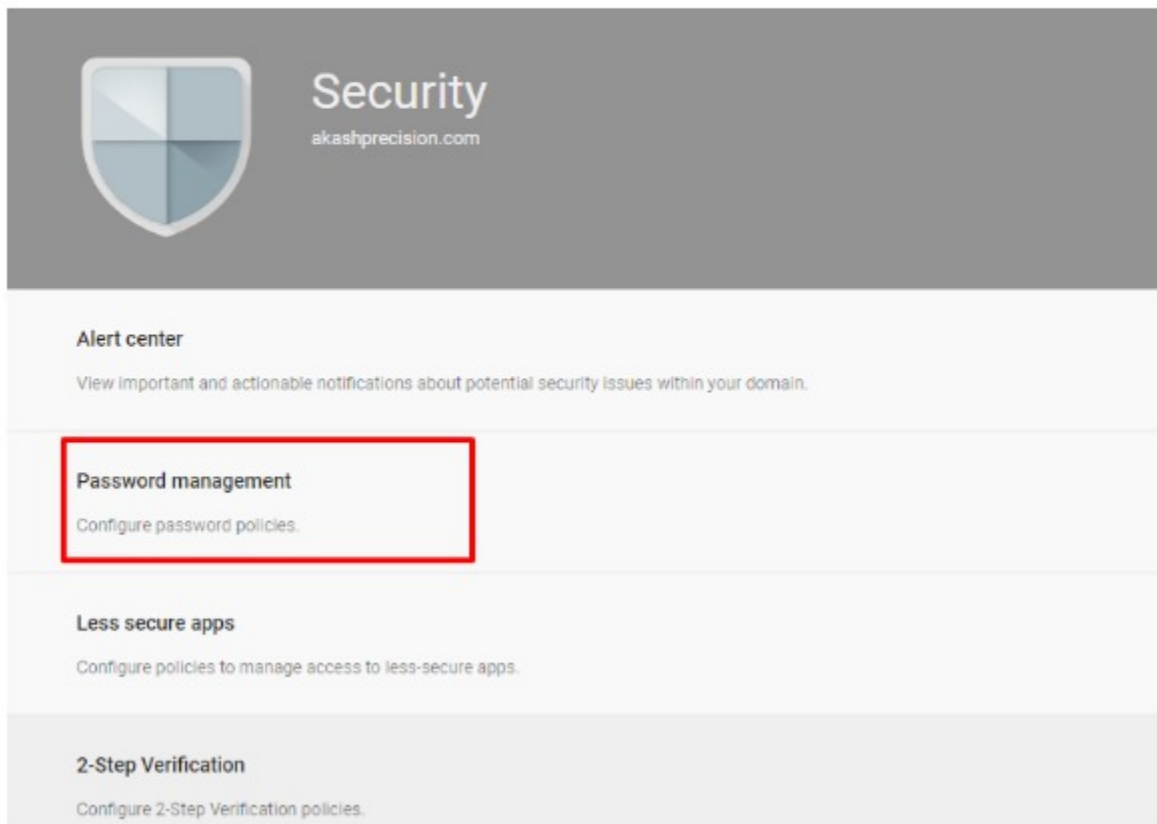 Security
akashprecision.com
Alert center
View important and actionable notifications about potential security issues within your domain.
Password management
Configure password policies.
Less secure apps
Configure policies to manage access to less-secure apps.
2-Step Verification
Configure 2-Step Verification policies.